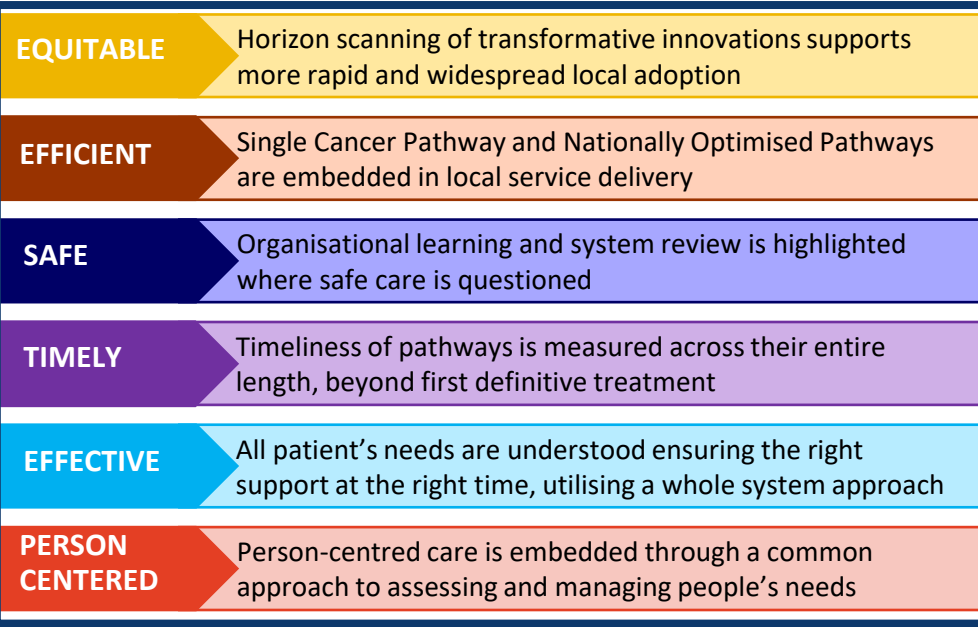 EQUITABLE
Horizon scanning of transformative innovations supports
more rapid and widespread local adoption
EFFICIENT
Single Cancer Pathway and Nationally Optimised Pathways
are embedded in local service delivery
SAFE
Organisational learning and system review is highlighted
where safe care is questioned
TIMELY
Timeliness of pathways is measured across their entire
length, beyond first definitive treatment
EFFECTIVE
All patient’s needs are understood ensuring the right
support at the right time, utilising a whole system approach
PERSON
CENTERED
Person-centred care is embedded through a common
approach to assessing and managing people’s needs